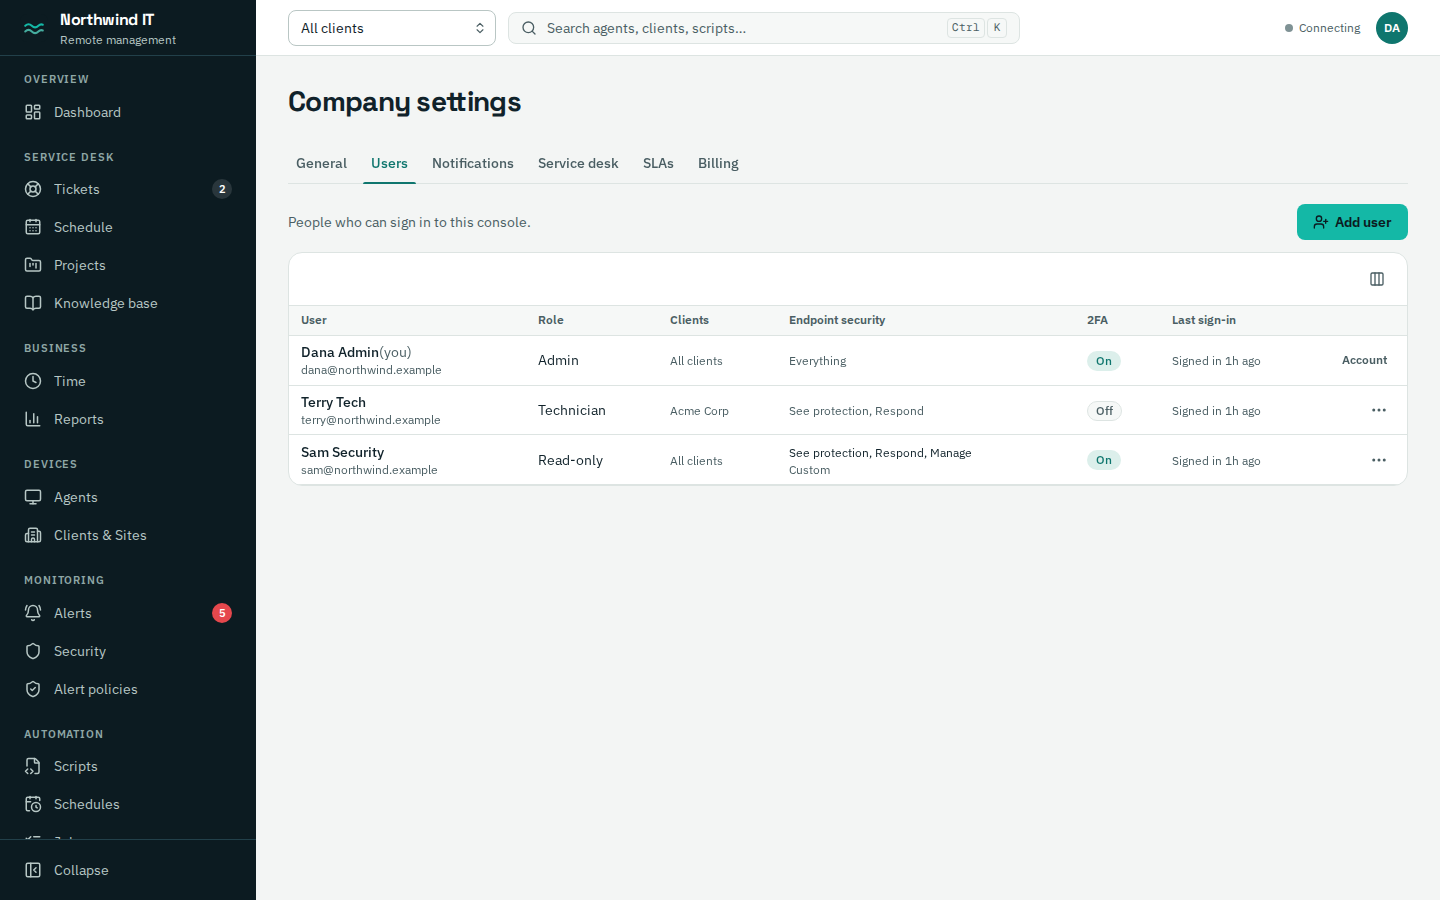 Northwind IT
Remote management
All clients
Search agents, clients, scripts...
Ctrl K
Connecting
DA
OVERVIEW
Dashboard
SERVICE DESK
Tickets 2
Schedule
Projects
Knowledge base
BUSINESS
Time
Reports
DEVICES
Agents
Clients & Sites
MONITORING
Alerts 5
Security
Alert policies
AUTOMATION
Scripts
Schedules
Collapse
Company settings
General Users Notifications Service desk SLAs Billing
People who can sign in to this console.
Add user
User Role Clients Endpoint security 2FA Last sign-in
Dana Admin(you)
dana@northwind.example
Admin All clients Everything On Signed in 1h ago Account
Terry Tech
terry@northwind.example
Technician Acme Corp See protection, Respond Off Signed in 1h ago
Sam Security
sam@northwind.example
Read-only All clients See protection, Respond, Manage
Custom
On Signed in 1h ago